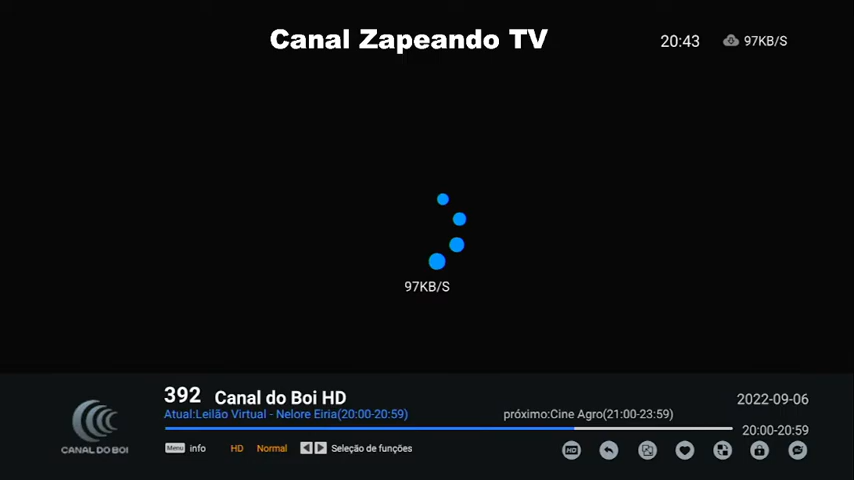 Canal Zapeando TV
20:43
97KB/S
97KB/S
392 Canal do Boi HD
2022-09-06
Atual:Leilão Virtual - Nelore Eiria(20:00-20:59)
próximo:Cine Agro(21:00-23:59)
20:00-20:59
CANAL DO BOI
Menu info HD Normal Seleção de funções
HD